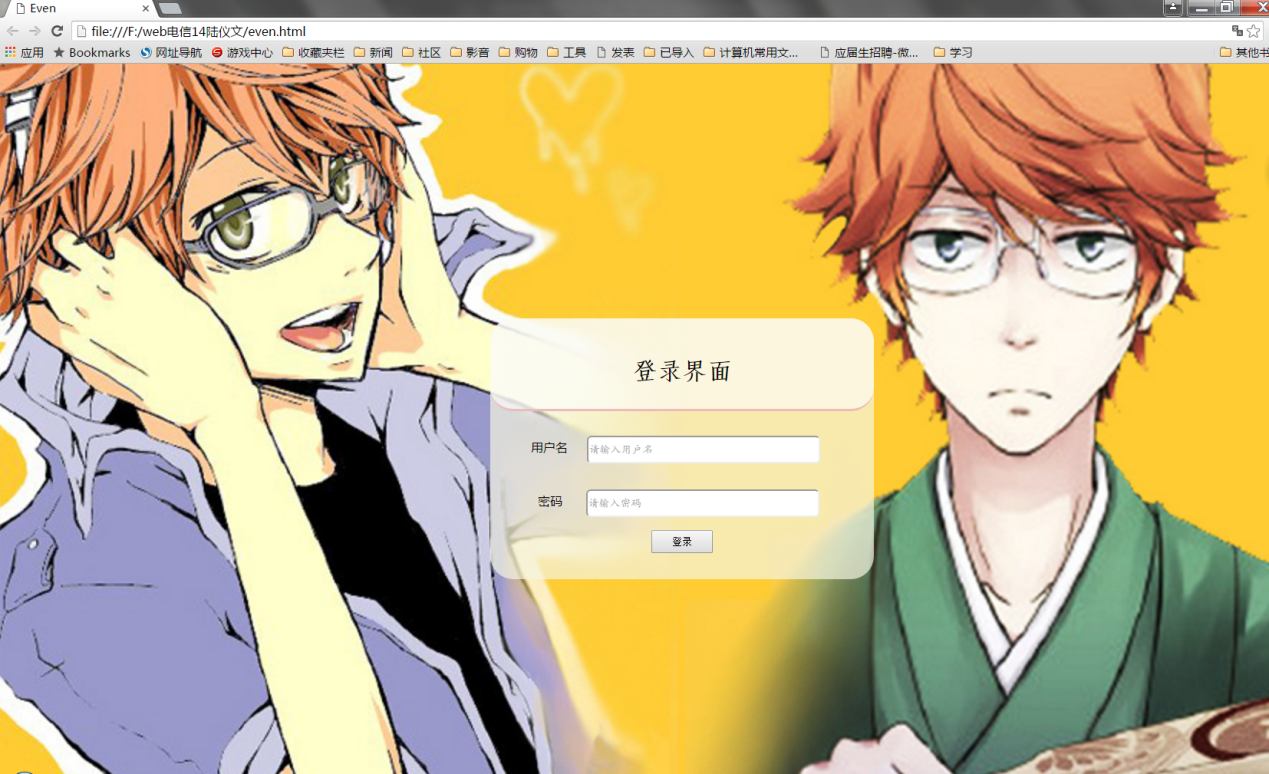 Even
file:///F:/web电信14陆仪文/even.html
应用 Bookmarks 网址导航 游戏中心 收藏夹栏 新闻 社区 影音 购物 工具 发表 已导入 计算机常用文... 应届生招聘-微... 学习 其他书
登录界面
用户名 请输入用户名
密码 请输入密码
登录